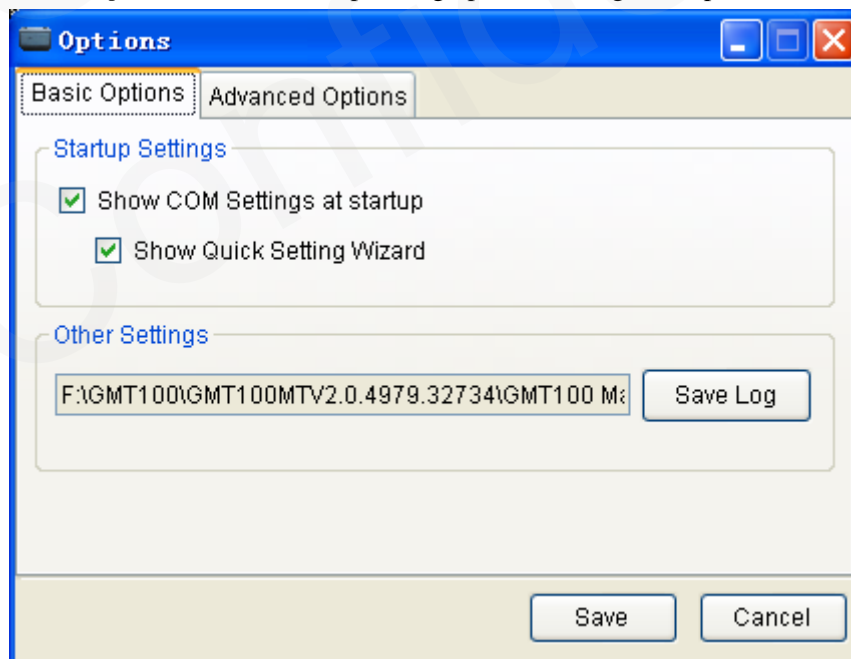 Options
Basic Options Advanced Options
Startup Settings
Show COM Settings at startup
Show Quick Setting Wizard
Other Settings
F:\GMT100\GMT100MTV2.0.4979.32734\GMT100 Ma Save Log
Save Cancel